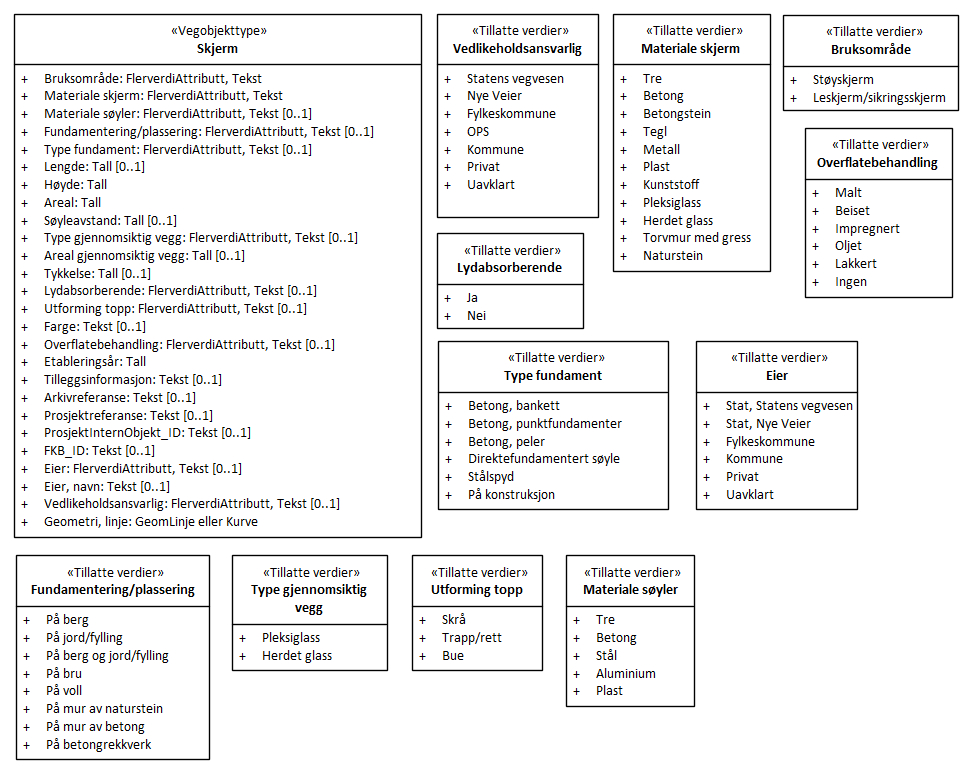 «Vegobjekttype»
Skjerm
+ Bruksområde: FlerverdiAttributt, Tekst
+ Materiale skjerm: FlerverdiAttributt, Tekst
+ Materiale søyler: FlerverdiAttributt, Tekst [0..1]
+ Fundamentering/plassering: FlerverdiAttributt, Tekst [0..1]
+ Type fundament: FlerverdiAttributt, Tekst [0..1]
+ Lengde: Tall [0..1]
+ Høyde: Tall
+ Areal: Tall
+ Søyleavstand: Tall [0..1]
+ Type gjennomsiktig vegg: FlerverdiAttributt, Tekst [0..1]
+ Areal gjennomsiktig vegg: Tall [0..1]
+ Tykkelse: Tall [0..1]
+ Lydabsorberende: FlerverdiAttributt, Tekst [0..1]
+ Utforming topp: FlerverdiAttributt, Tekst [0..1]
+ Farge: Tekst [0..1]
+ Overflatebehandling: FlerverdiAttributt, Tekst [0..1]
+ Etableringsår: Tall
+ Tilleggsinformasjon: Tekst [0..1]
+ Arkivreferanse: Tekst [0..1]
+ Prosjektreferanse: Tekst [0..1]
+ ProsjektInternObjekt_ID: Tekst [0..1]
+ FKB_ID: Tekst [0..1]
+ Eier: FlerverdiAttributt, Tekst [0..1]
+ Eier, navn: Tekst [0..1]
+ Vedlikeholdsansvarlig: FlerverdiAttributt, Tekst [0..1]
+ Geometri, linje: GeomLinje eller Kurve
«Tillatte verdier»
Vedlikeholdsansvarlig
+ Statens vegvesen
+ Nye Veier
+ Fylkeskommune
+ OPS
+ Kommune
+ Privat
+ Uavklart
«Tillatte verdier»
Materiale skjerm
+ Tre
+ Betong
+ Betongstein
+ Tegl
+ Metall
+ Plast
+ Kunststoff
+ Pleksiglass
+ Herdet glass
+ Torvmur med gress
+ Naturstein
«Tillatte verdier»
Bruksområde
+ Støyskjerm
+ Leskjerm/sikringsskjerm
«Tillatte verdier»
Overflatebehandling
+ Malt
+ Beiset
+ Impregnert
+ Oljet
+ Lakkert
+ Ingen
«Tillatte verdier»
Lydabsorberende
+ Ja
+ Nei
«Tillatte verdier»
Type fundament
+ Betong, bankett
+ Betong, punktfundamenter
+ Betong, peler
+ Direktefundamentert søyle
+ Stålspyd
+ På konstruksjon
«Tillatte verdier»
Eier
+ Stat, Statens vegvesen
+ Stat, Nye Veier
+ Fylkeskommune
+ Kommune
+ Privat
+ Uavklart
«Tillatte verdier»
Fundamentering/plassering
+ På berg
+ På jord/fylling
+ På berg og jord/fylling
+ På bru
+ På voll
+ På mur av naturstein
+ På mur av betong
+ På betongrekkverk
«Tillatte verdier»
Type gjennomsiktig
vegg
+ Pleksiglass
+ Herdet glass
«Tillatte verdier»
Utforming topp
+ Skrå
+ Trapp/rett
+ Bue
«Tillatte verdier»
Materiale søyler
+ Tre
+ Betong
+ Stål
+ Aluminium
+ Plast